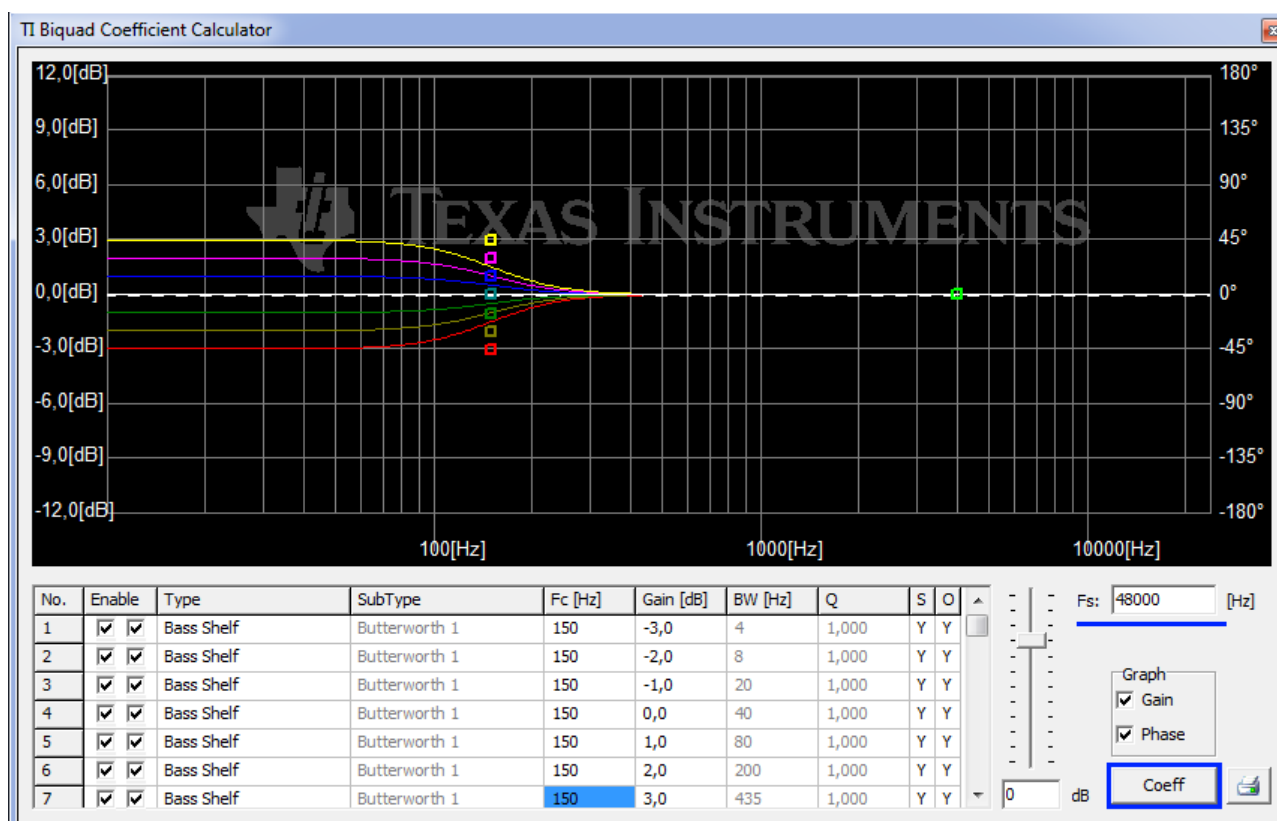 TI Biquad Coefficient Calculator
12,0[dB] 180°
9,0[dB] 135°
6,0[dB] 90°
TEXAS INSTRUMENTS
3,0[dB] 45°
0,0[dB] 0°
-3,0[dB] -45°
-6,0[dB] -90°
-9,0[dB] -135°
-12,0[dB] -180°
100[Hz] 1000[Hz] 10000[Hz]
No. Enable Type SubType Fc [Hz] Gain [dB] BW [Hz] Q S O
1 Bass Shelf Butterworth 1 150 -3,0 4 1,000 Y Y
2 Bass Shelf Butterworth 1 150 -2,0 8 1,000 Y Y
3 Bass Shelf Butterworth 1 150 -1,0 20 1,000 Y Y
4 Bass Shelf Butterworth 1 150 0,0 40 1,000 Y Y
5 Bass Shelf Butterworth 1 150 1,0 80 1,000 Y Y
6 Bass Shelf Butterworth 1 150 2,0 200 1,000 Y Y
7 Bass Shelf Butterworth 1 150 3,0 435 1,000 Y Y
Fs: 48000 [Hz]
Graph
Gain
Phase
0 dB Coeff